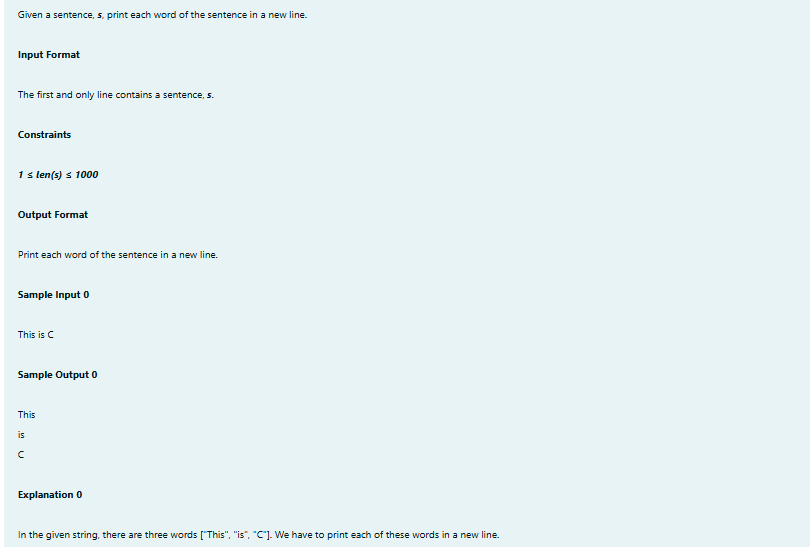 Given a sentence, s, print each word of the sentence in a new line.
Input Format
The first and only line contains a sentence, s.
Constraints
1 ≤ len(s) ≤ 1000
Output Format
Print each word of the sentence in a new line.
Sample Input 0
This is C
Sample Output 0
This
is
C
Explanation 0
In the given string, there are three words ["This", "is", "C"]. We have to print each of these words in a new line.